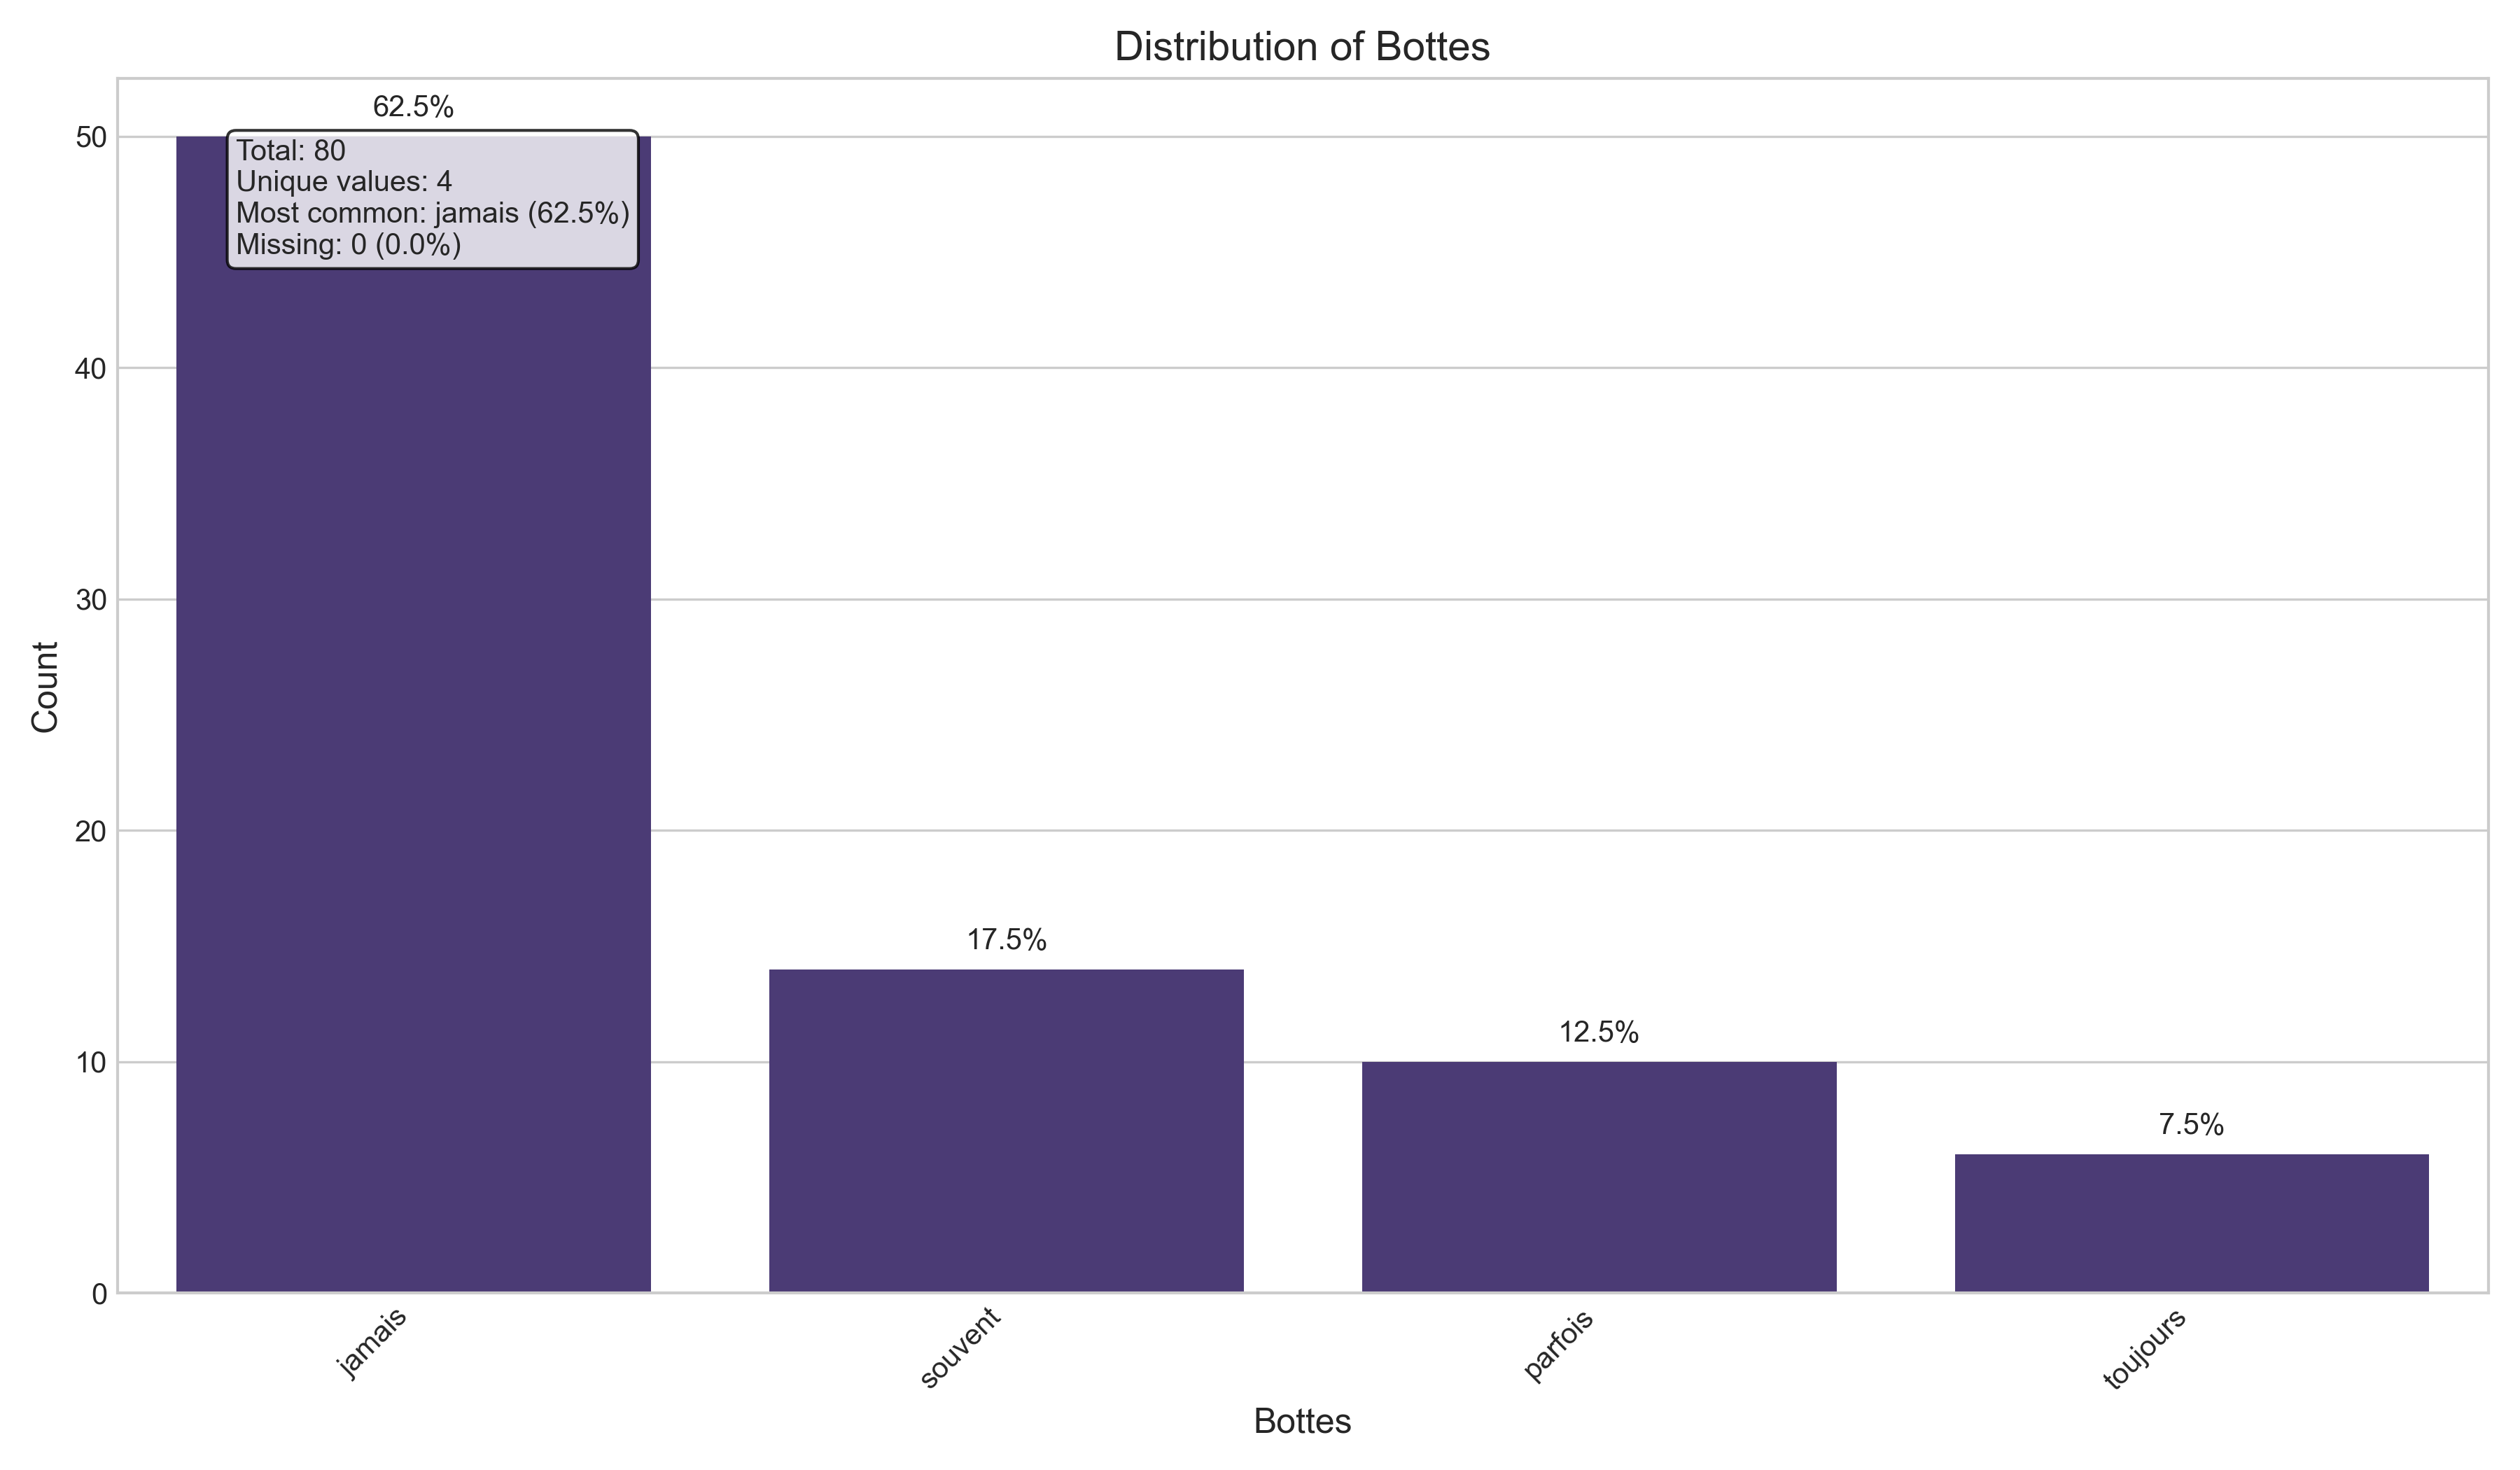 Distribution of Bottes
62.5%
Total: 80
Unique values: 4
Most common: jamais (62.5%)
Missing: 0 (0.0%)
50
40
30
20
10
0
Count
17.5%
12.5%
7.5%
jamais
souvent
parfois
toujours
Bottes